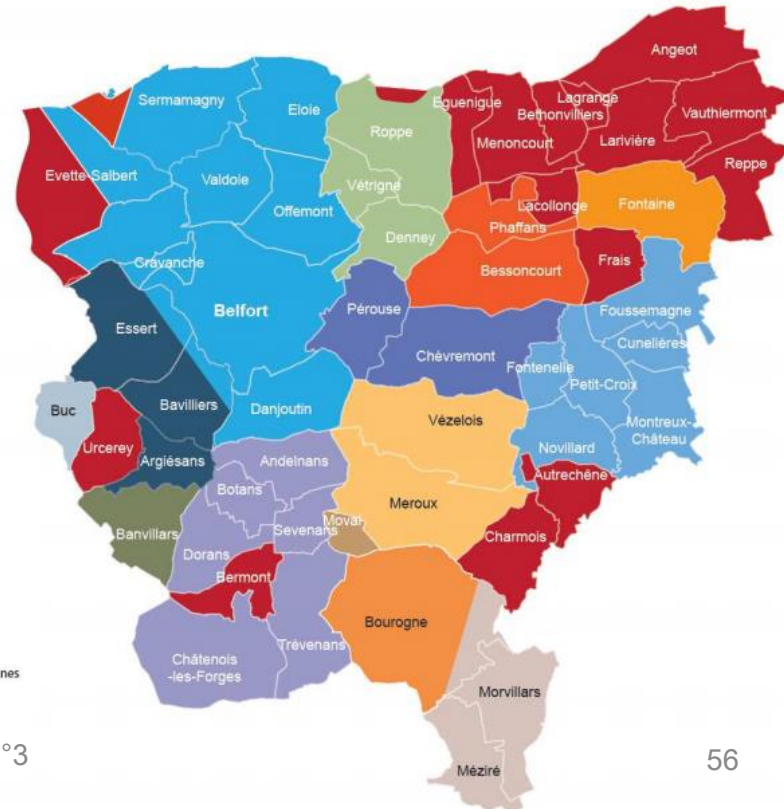 Angeot
Sermamagny
Eloie
Eguenigue
Lagrange
Bethonvilliers
Vauthiermont
Roppe
Menoncourt
Larivière
Reppe
Evette-Salbert
Valdoie
Vétrigne
Lacollonge
Fontaine
Offemont
Phaffans
Denney
Cravanche
Bessoncourt
Frais
Belfort
Pérouse
Foussemagne
Essert
Chèvremont
Cunelières
Fontenelle
Petit-Croix
Buc
Bavilliers
Danjoutin
Vézelois
Montreux-
Château
Urcerey
Novillard
Argiésans
Andelnans
Autrechêne
Botans
Meroux
Banvillars
Sevenans
Moval
Charmois
Dorans
Bermont
Bourogne
Trévenans
Châtenois
-les-Forges
nes
Morvillars
°3
56
Méziré